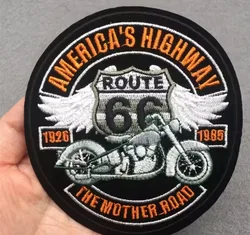 AMERICA'S HIGHWAY
ROUTE
66
1926 1985
THE MOTHER ROAD